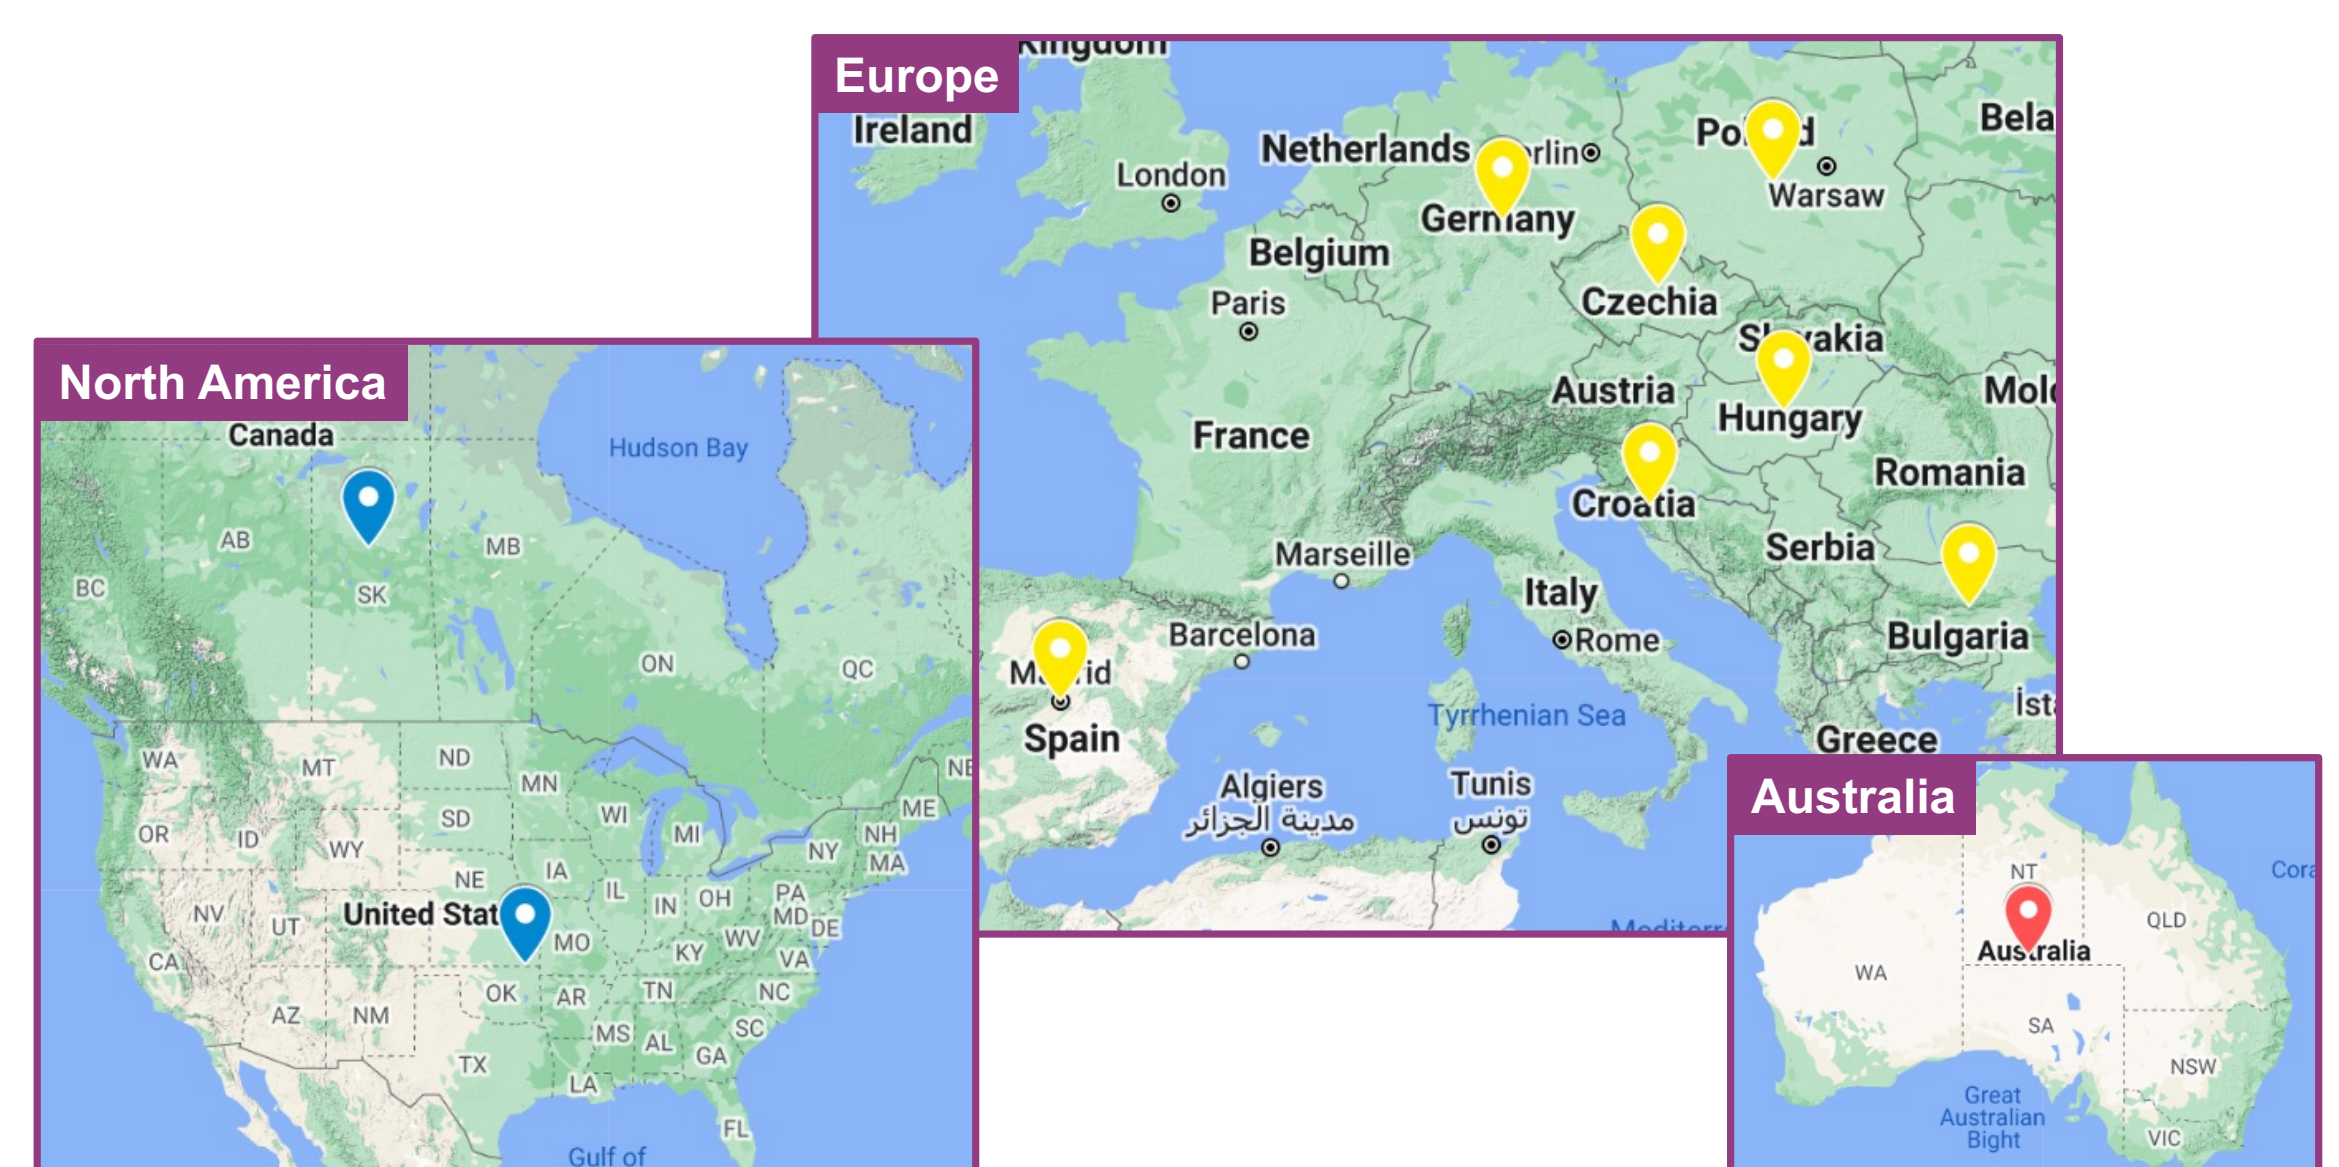 Kingdom
Europe
Ireland
London
Netherlands
Germany
Belgium
Paris
Warsaw
Czechia
Austria
Hungary
France
Croatia
Romania
Serbia
Marseille
Italy
Rome
Barcelona
Bulgaria
Spain
Tyrrhenian Sea
Greece
Algiers
مدينة الجزائر
Tunis
تونس
North America
Canada
Hudson Bay
AB
MB
BC
SK
ON
QC
WA
MT
ND
MN
OR
ID
WY
SD
WI
MI
ME
NH
NY
MA
NE
IA
NV
UT
United Stat
IL
IN
OH
PA
MD
DE
CA
MO
KY
WV
VA
AZ
NM
OK
AR
TN
NC
TX
MS
AL
SC
GA
LA
FL
Gulf of
Australia
NT
QLD
Australia
WA
SA
NSW
Great
Australian
Bight
VIC